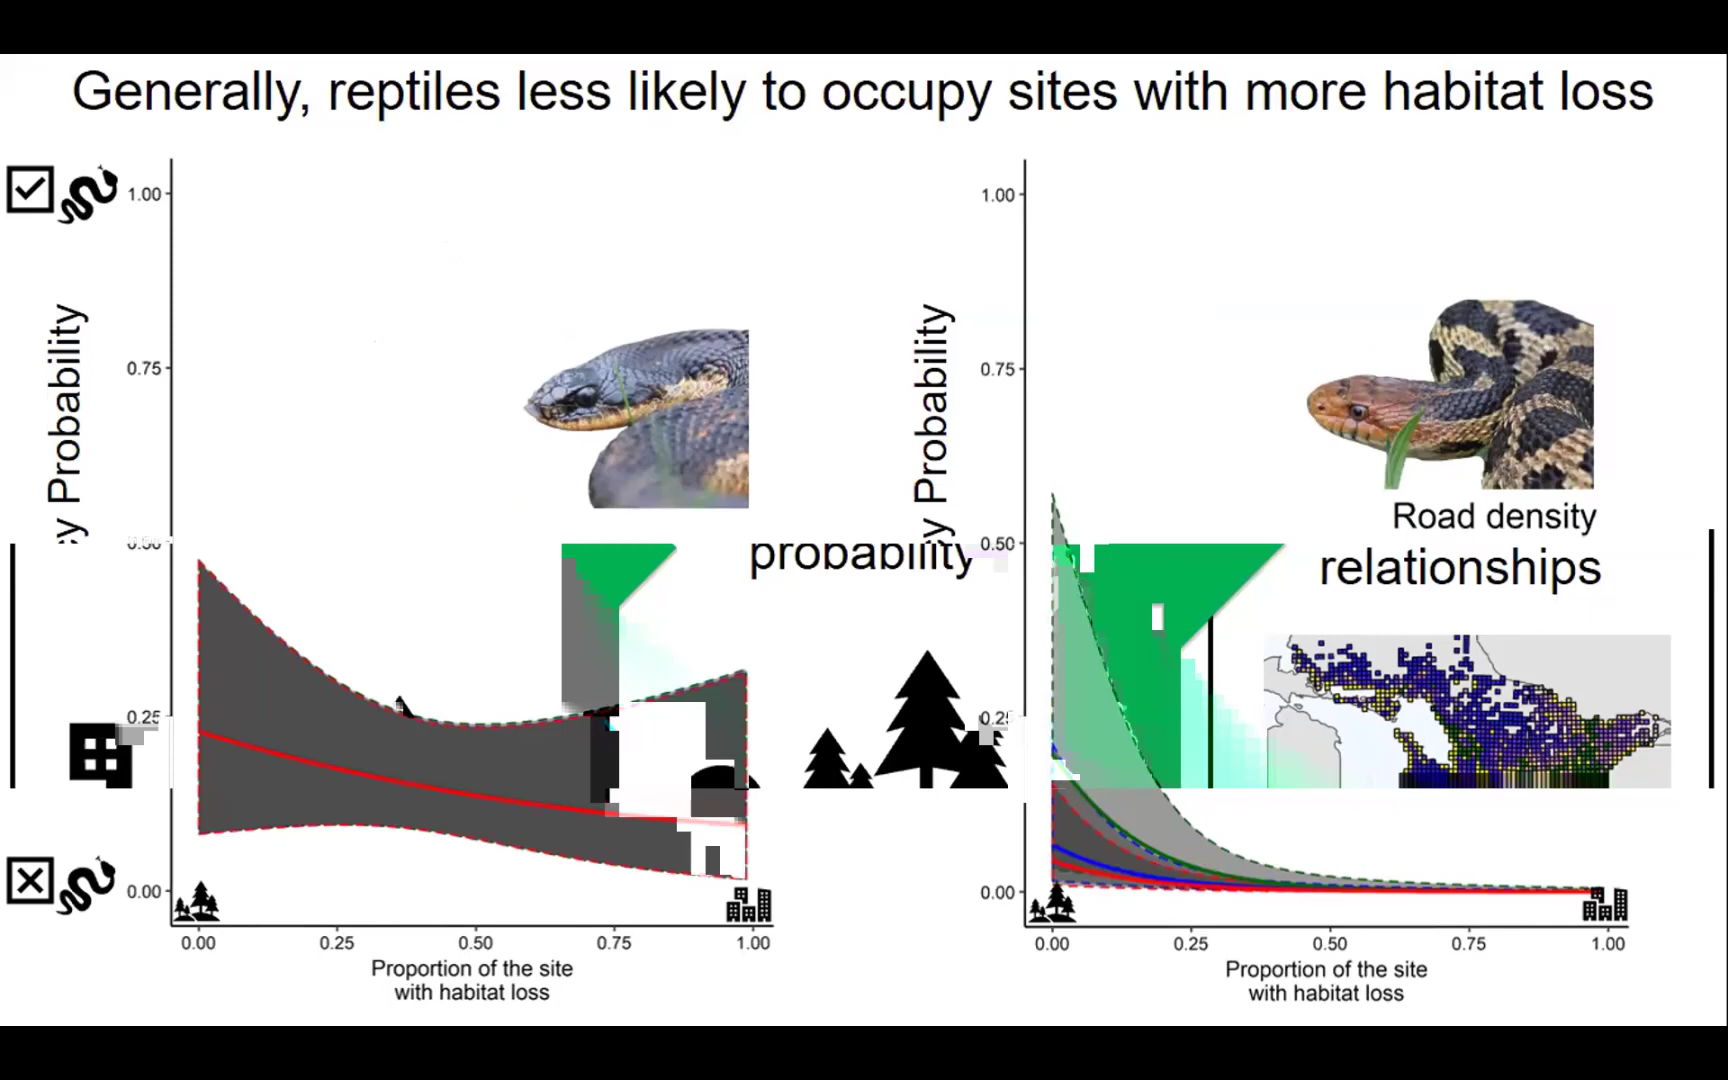 Generally, reptiles less likely to occupy sites with more habitat loss
1.00
0.75
0.50
0.25
0.00
y Probability
0.00 0.25 0.50 0.75 1.00
Proportion of the site
with habitat loss
probability
1.00
0.75
0.50
0.25
0.00
y Probability
Road density
relationships
0.00 0.25 0.50 0.75 1.00
Proportion of the site
with habitat loss